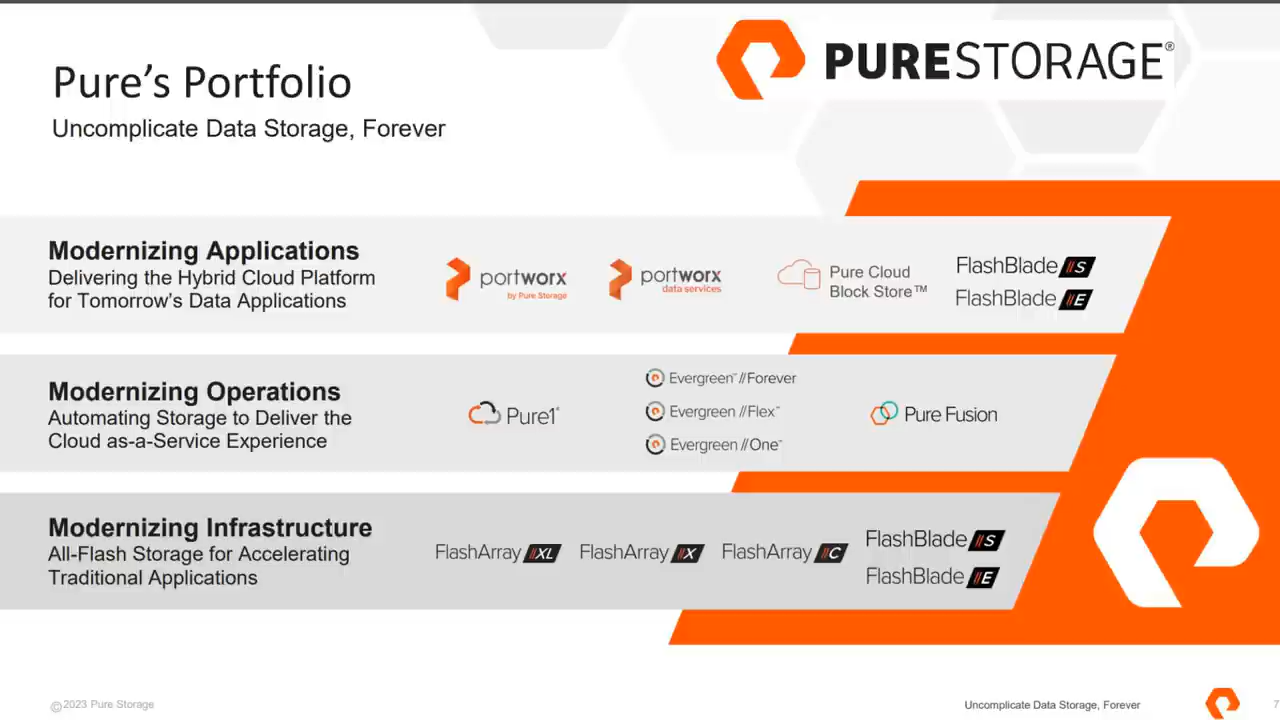 Pure's Portfolio
Uncomplicate Data Storage, Forever
PURESTORAGE®
Modernizing Applications
Delivering the Hybrid Cloud Platform
for Tomorrow's Data Applications
portworx
by Pure Storage
portworx
data services
Pure Cloud
Block Store™
FlashBlade //S
FlashBlade //E
Modernizing Operations
Automating Storage to Deliver the
Cloud as-a-Service Experience
Pure1®
Evergreen™//Forever
Evergreen //Flex™
Evergreen //One™
Pure Fusion
Modernizing Infrastructure
All-Flash Storage for Accelerating
Traditional Applications
FlashArray //XL
FlashArray //X
FlashArray //C
FlashBlade //S
FlashBlade //E
©2023 Pure Storage
Uncomplicate Data Storage, Forever
7